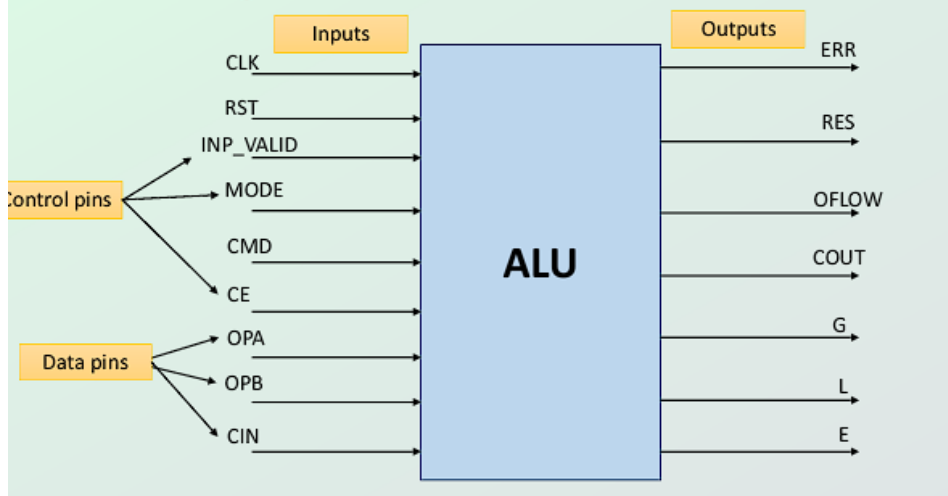 Inputs
Outputs
CLK
RST
INP_VALID
MODE
CMD
CE
OPA
OPB
CIN
Control pins
Data pins
ALU
ERR
RES
OFLOW
COUT
G
L
E